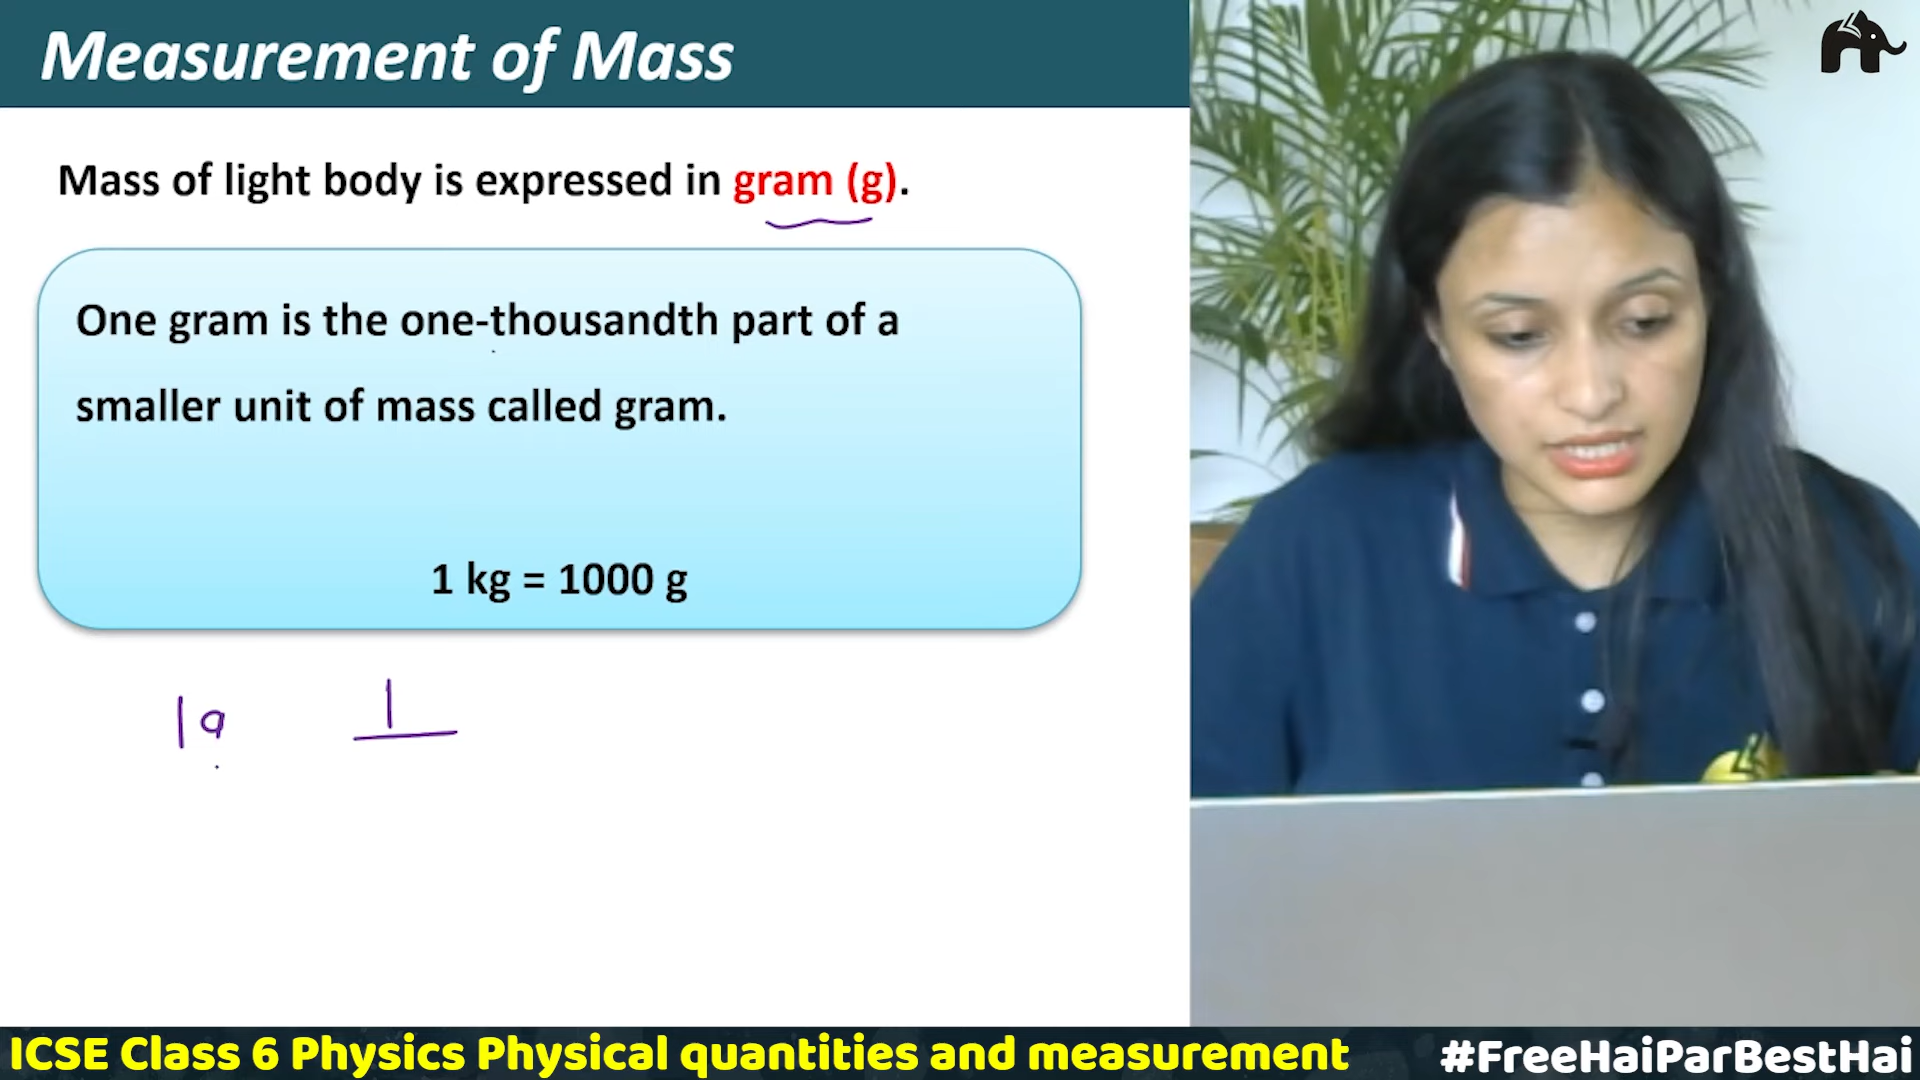 Measurement of Mass
Mass of light body is expressed in gram (g).
One gram is the one-thousandth part of a
smaller unit of mass called gram.
1 kg = 1000 g
1g 1
ICSE Class 6 Physics Physical quantities and measurement #FreeHaiParBestHai